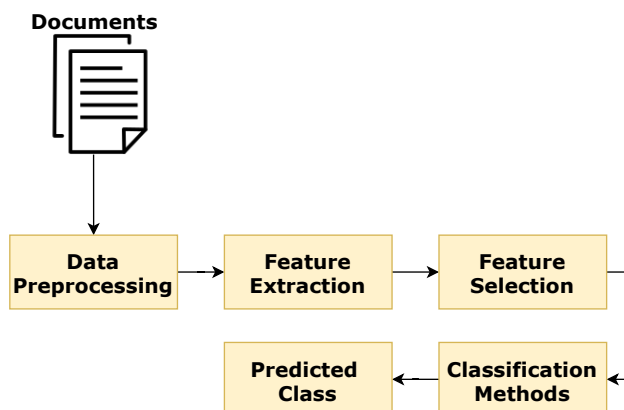 Documents
Data
Preprocessing
Feature
Extraction
Feature
Selection
Predicted
Class
Classification
Methods